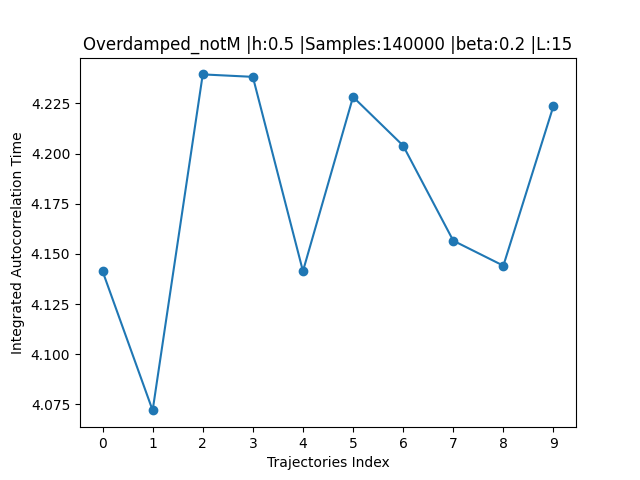 Overdamped_notM |h:0.5 |Samples:140000 |beta:0.2 |L:15
Integrated Autocorrelation Time
4.225
4.200
4.175
4.150
4.125
4.100
4.075
0 1 2 3 4 5 6 7 8 9
Trajectories Index